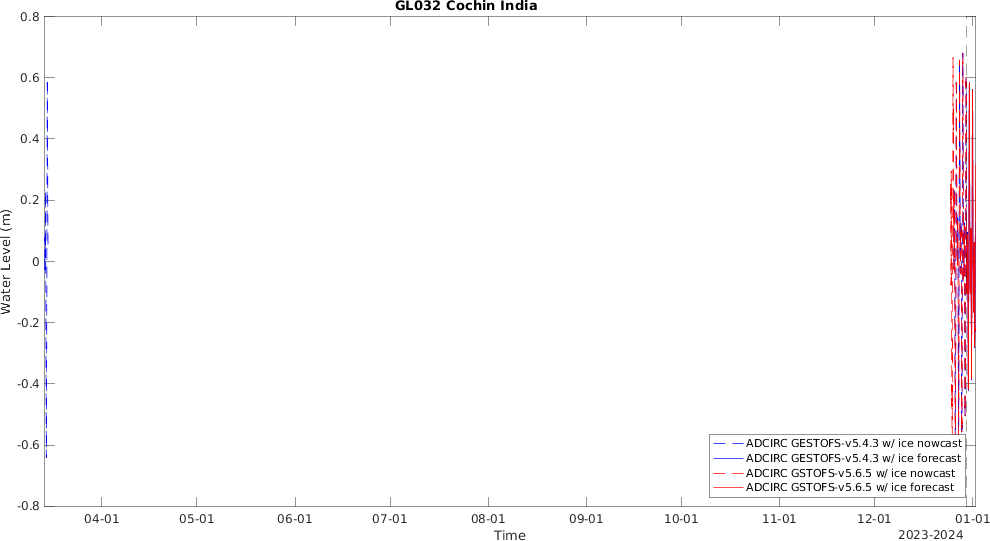 GL032 Cochin India
0.8
0.6
0.4
0.2
0
-0.2
-0.4
-0.6
-0.8
Water Level (m)
ADCIRC GESTOFS-v5.4.3 w/ ice nowcast
ADCIRC GESTOFS-v5.4.3 w/ ice forecast
ADCIRC GSTOFS-v5.6.5 w/ ice nowcast
ADCIRC GSTOFS-v5.6.5 w/ ice forecast
04-01 05-01 06-01 07-01 08-01 09-01 10-01 11-01 12-01 01-01
Time
2023-2024